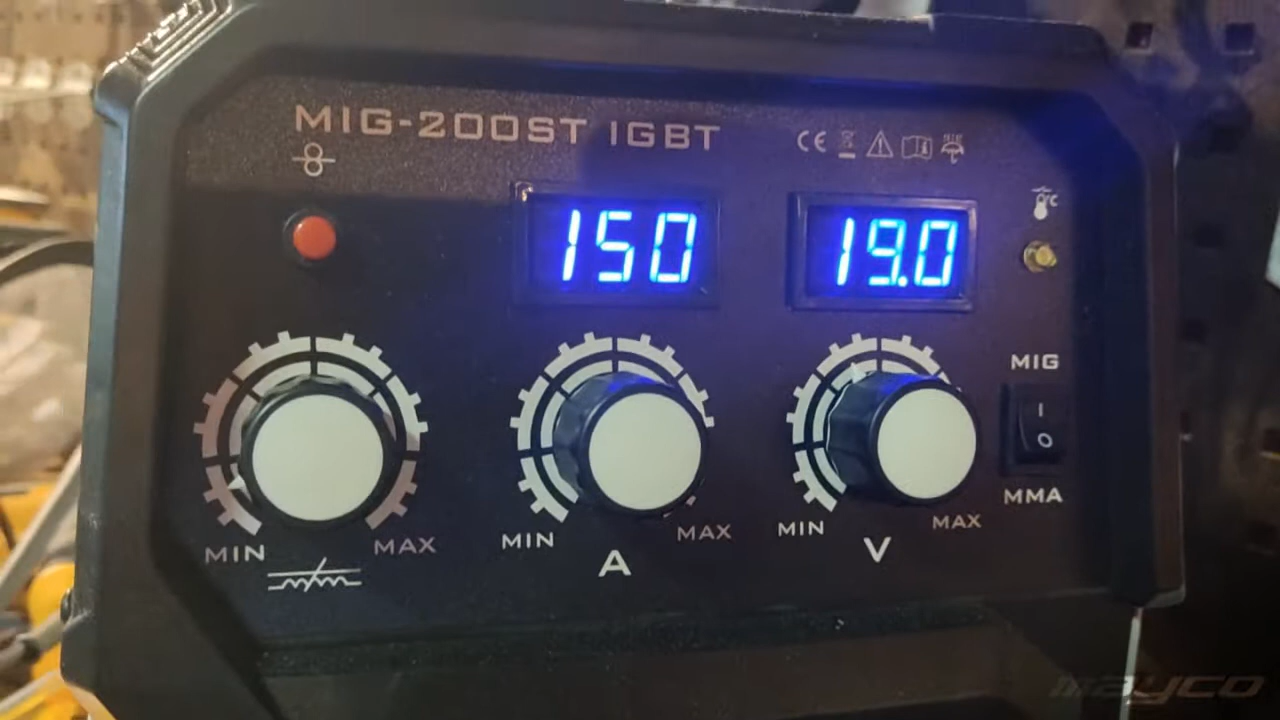 MIG-200ST IGBT
CE
150
19.0
°C
MIG
I
O
MMA
MIN
MAX
MIN
MAX
A
MIN
MAX
V
mayco